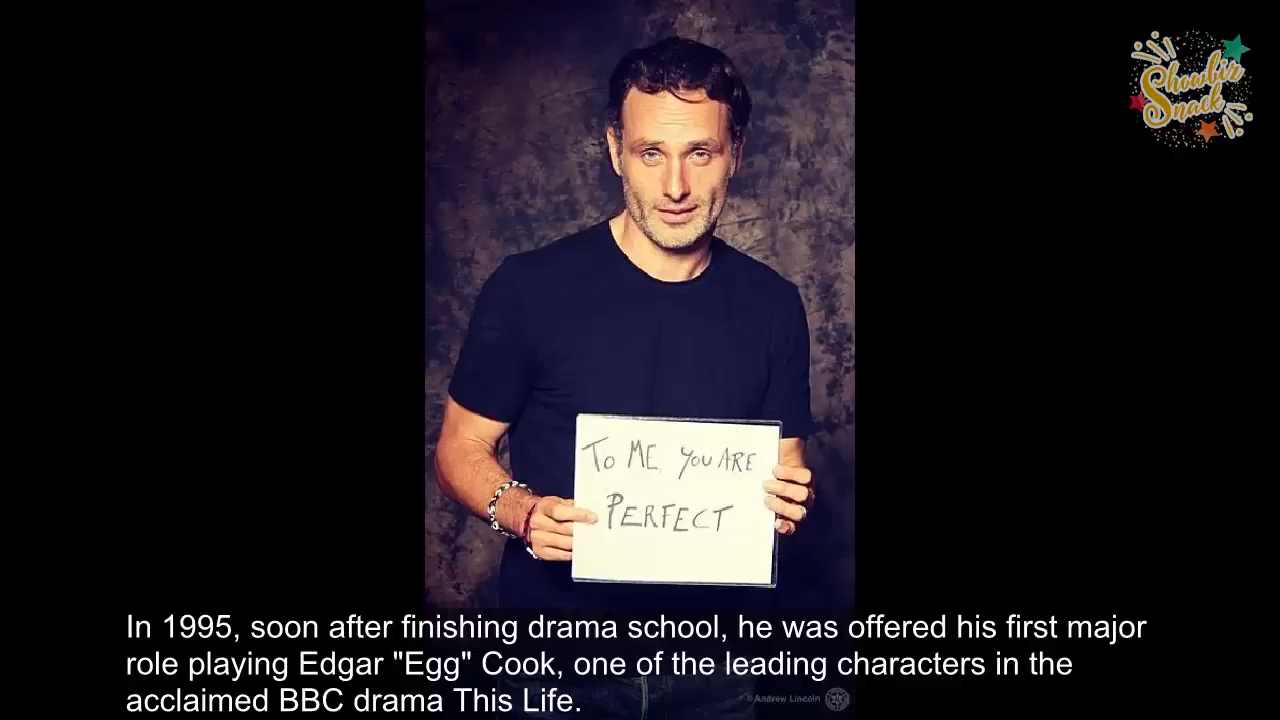 Showbiz
Snack
TO ME, YOU ARE
PERFECT
In 1995, soon after finishing drama school, he was offered his first major
role playing Edgar "Egg" Cook, one of the leading characters in the
acclaimed BBC drama This Life.
© Andrew Lincoln